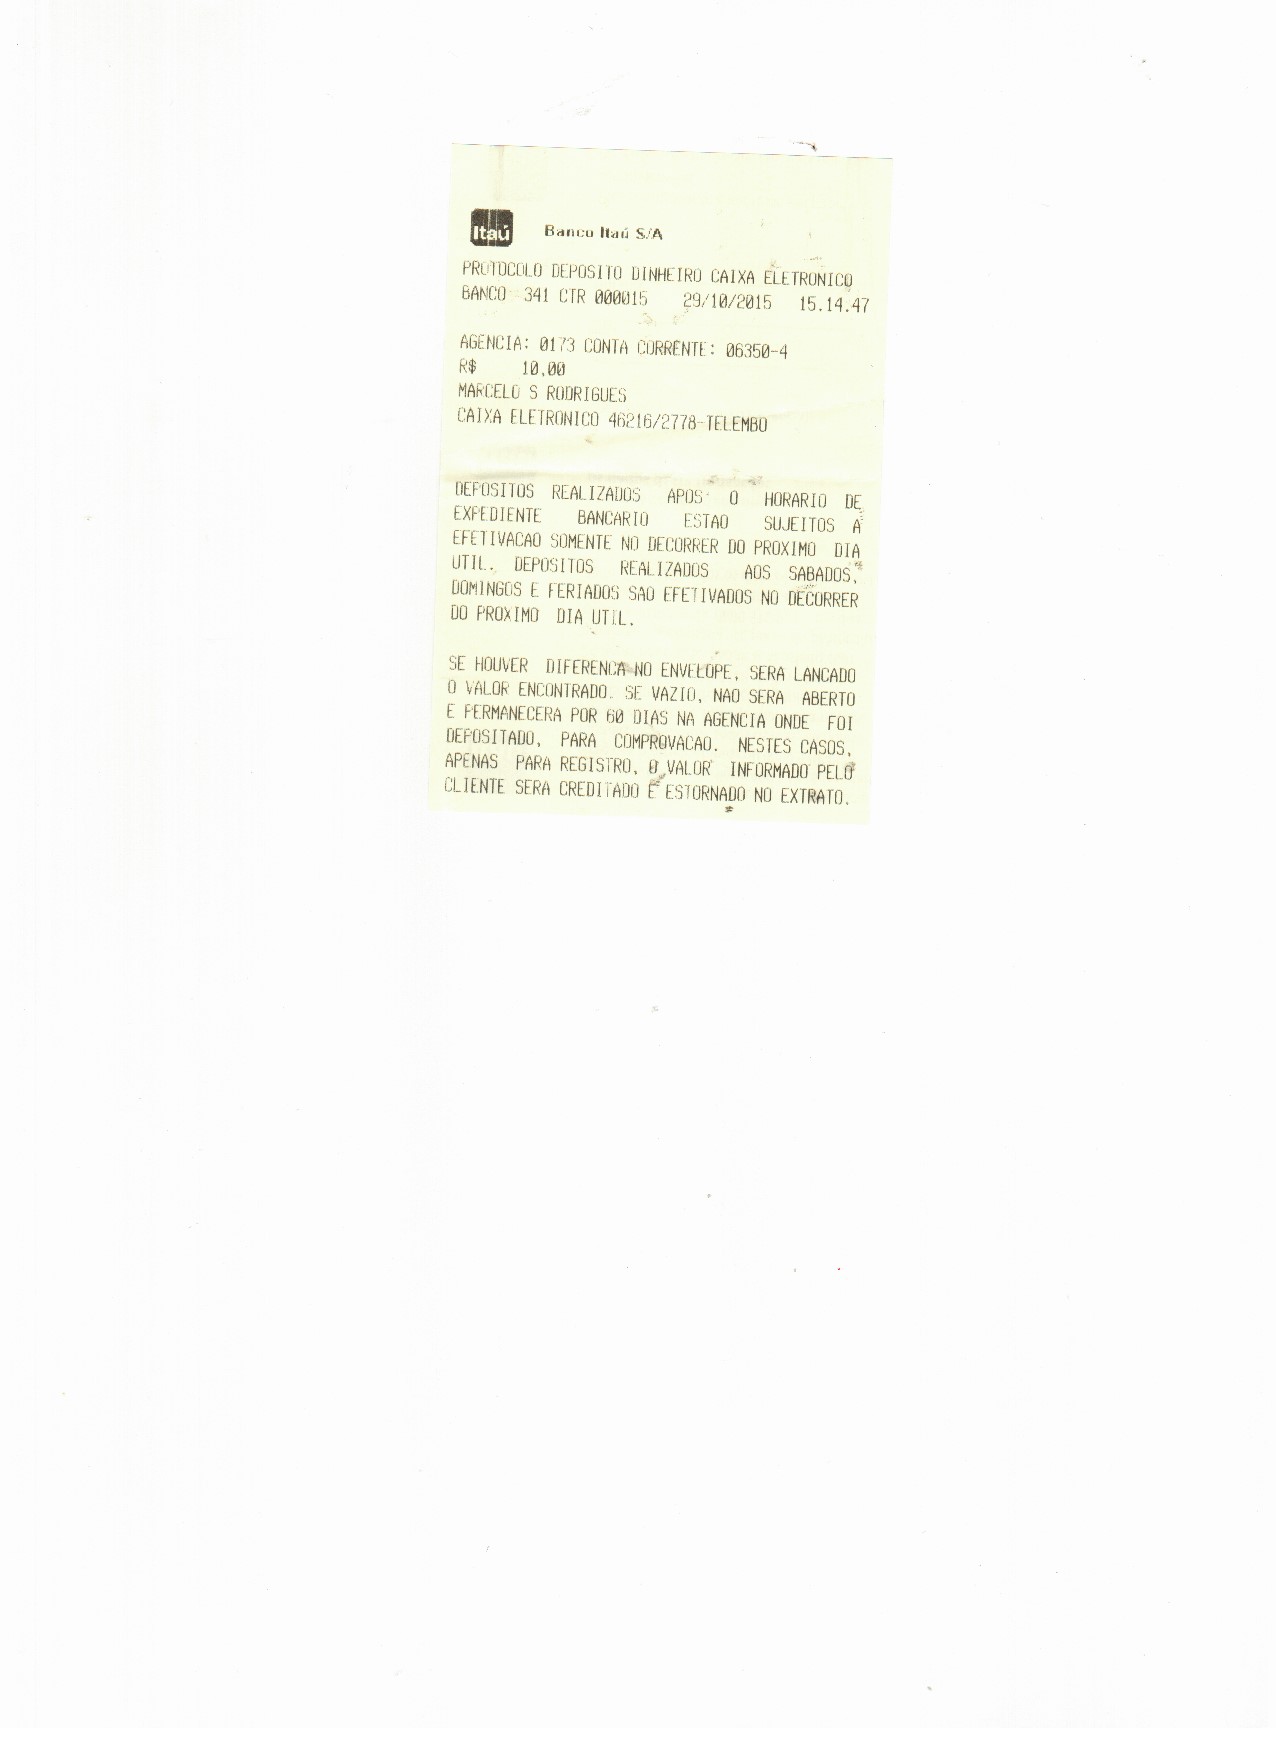 Itaú
Banco Itaú S/A
PROTOCOLO DEPOSITO DINHEIRO CAIXA ELETRONICO
BANCO 341 CTR 000015 29/10/2015 15.14.47
AGENCIA: 0173 CONTA CORRENTE: 06350-4
R$ 10,00
MARCELO S RODRIGUES
CAIXA ELETRONICO 46216/2778-TELEMBO
DEPOSITOS REALIZADOS APOS O HORARIO DE
EXPEDIENTE BANCARIO ESTAO SUJEITOS A
EFETIVACAO SOMENTE NO DECORRER DO PROXIMO DIA
UTIL. DEPOSITOS REALIZADOS AOS SABADOS,
DOMINGOS E FERIADOS SAO EFETIVADOS NO DECORRER
DO PROXIMO DIA UTIL.
SE HOUVER DIFERENCA NO ENVELOPE, SERA LANCADO
O VALOR ENCONTRADO. SE VAZIO, NAO SERA ABERTO
E PERMANECERA POR 60 DIAS NA AGENCIA ONDE FOI
DEPOSITADO, PARA COMPROVACAO. NESTES CASOS,
APENAS PARA REGISTRO, O VALOR INFORMADO PELO
CLIENTE SERA CREDITADO E ESTORNADO NO EXTRATO.